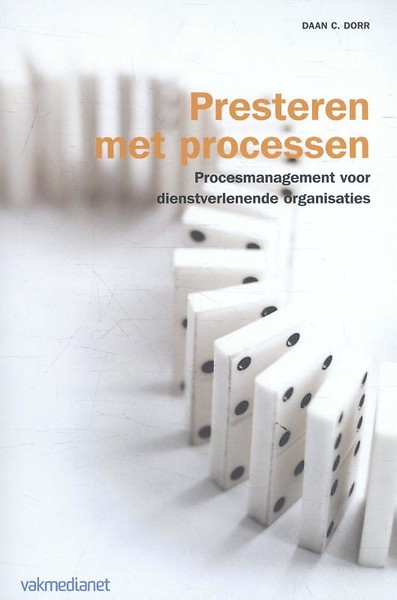 DAAN C. DORR
Presteren
met processen
Procesmanagement voor
dienstverlenende organisaties
vakmedianet